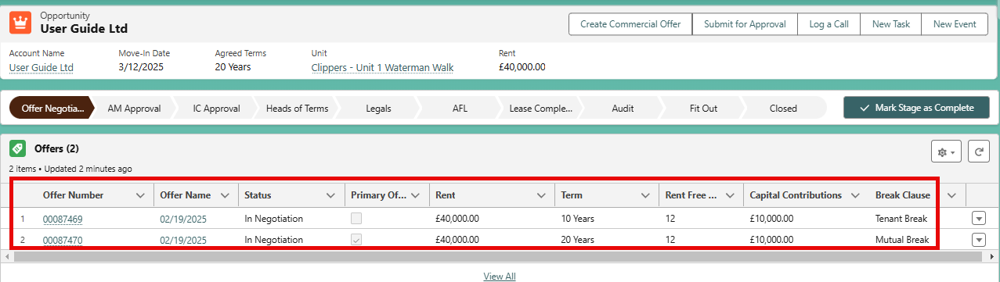 Opportunity
User Guide Ltd
Create Commercial Offer Submit for Approval Log a Call New Task New Event
Account Name Move-In Date Agreed Terms Unit Rent
User Guide Ltd 3/12/2025 20 Years Clippers - Unit 1 Waterman Walk £40,000.00
Offer Negotia... AM Approval IC Approval Heads of Terms Legals AFL Lease Comple... Audit Fit Out Closed Mark Stage as Complete
Offers (2)
2 items • Updated 2 minutes ago
Offer Number Offer Name Status Primary Of... Rent Term Rent Free ... Capital Contributions Break Clause
1 00087469 02/19/2025 In Negotiation £40,000.00 10 Years 12 £10,000.00 Tenant Break
2 00087470 02/19/2025 In Negotiation £40,000.00 20 Years 12 £10,000.00 Mutual Break
View All